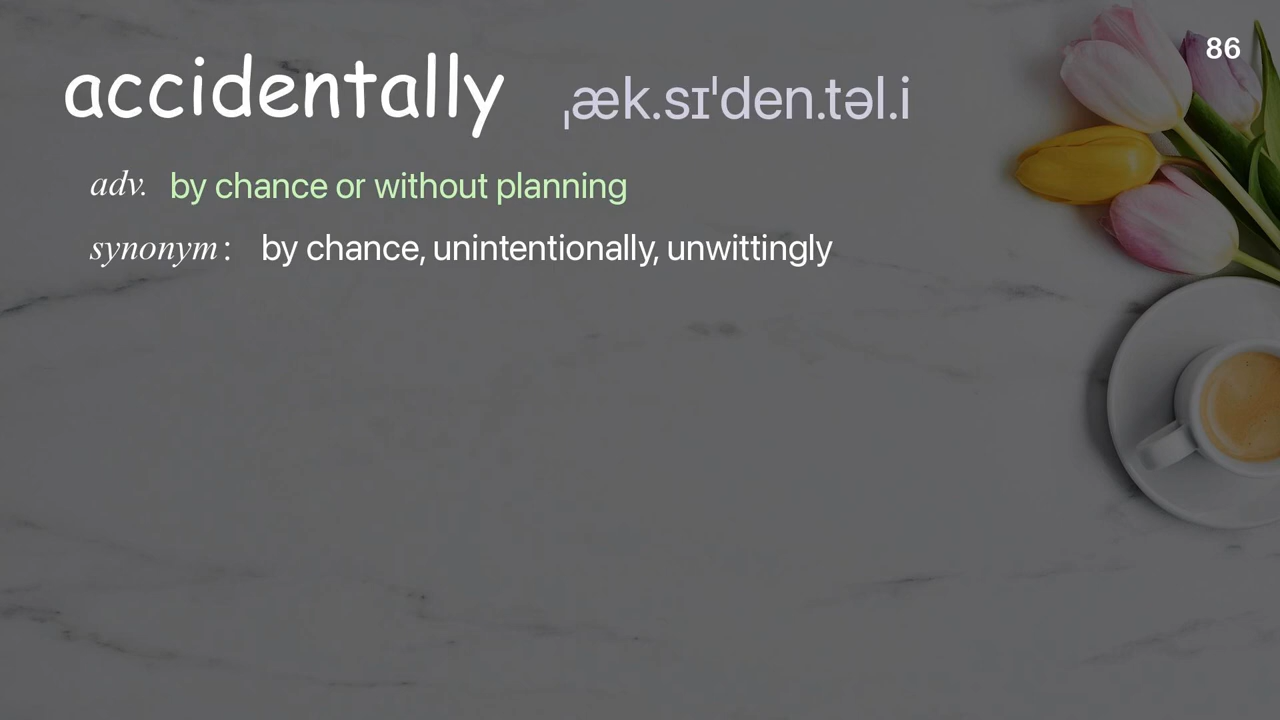 86
accidentally ˌæk.sɪˈden.təl.i
adv. by chance or without planning
synonym: by chance, unintentionally, unwittingly